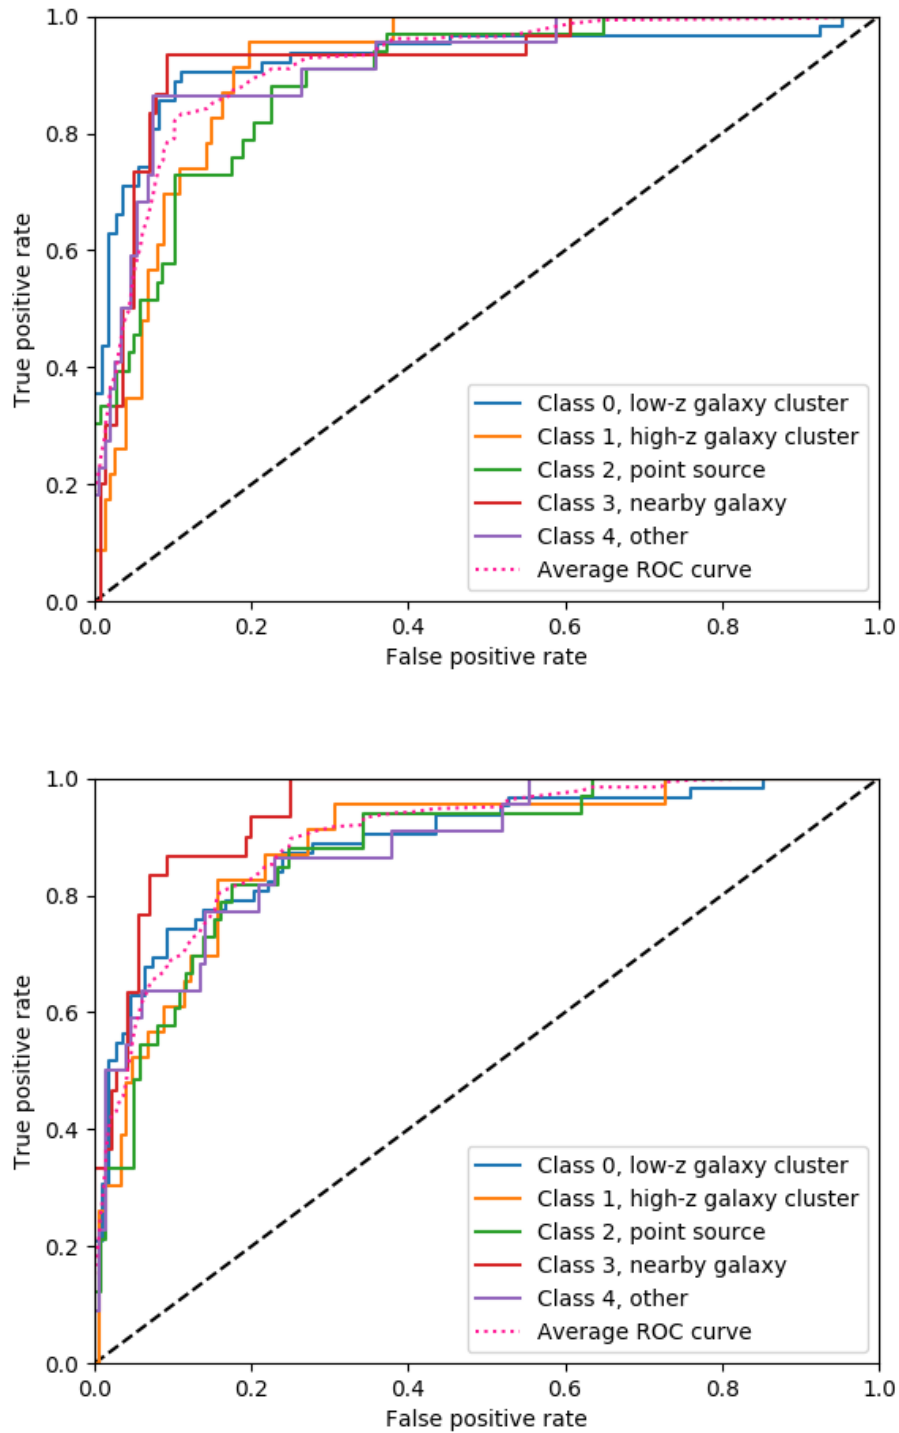 1.0
0.8
0.6
0.4
0.2
0.0
True positive rate
Class 0, low-z galaxy cluster
Class 1, high-z galaxy cluster
Class 2, point source
Class 3, nearby galaxy
Class 4, other
Average ROC curve
0.0 0.2 0.4 0.6 0.8 1.0
False positive rate
1.0
0.8
0.6
0.4
0.2
0.0
True positive rate
Class 0, low-z galaxy cluster
Class 1, high-z galaxy cluster
Class 2, point source
Class 3, nearby galaxy
Class 4, other
Average ROC curve
0.0 0.2 0.4 0.6 0.8 1.0
False positive rate